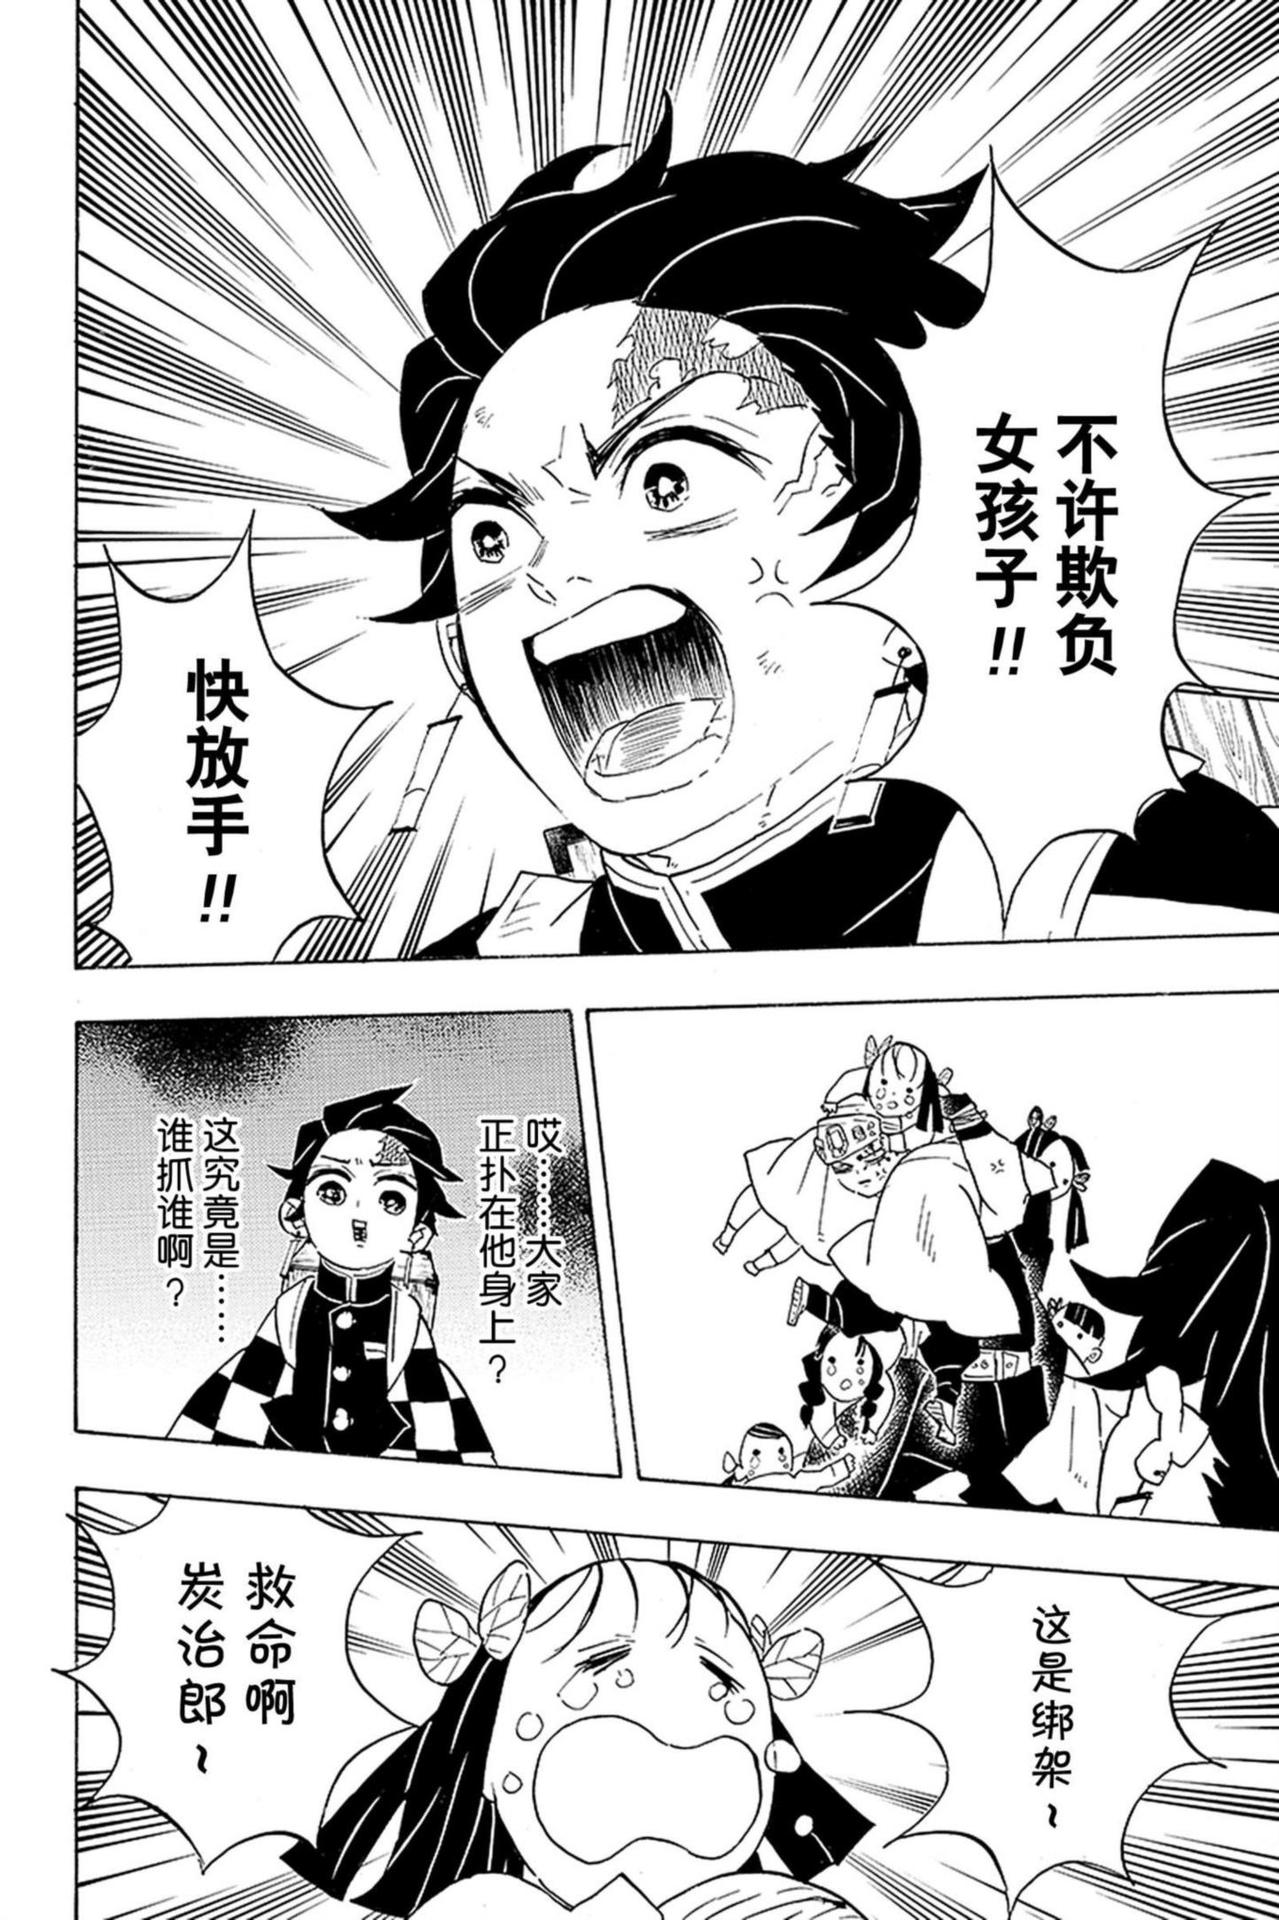 不许欺负
女孩子!!
快放手!!
哎……大家
正扑在他身上?
这究竟是……
谁抓谁啊?
这是绑架~
救命啊
炭治郎~